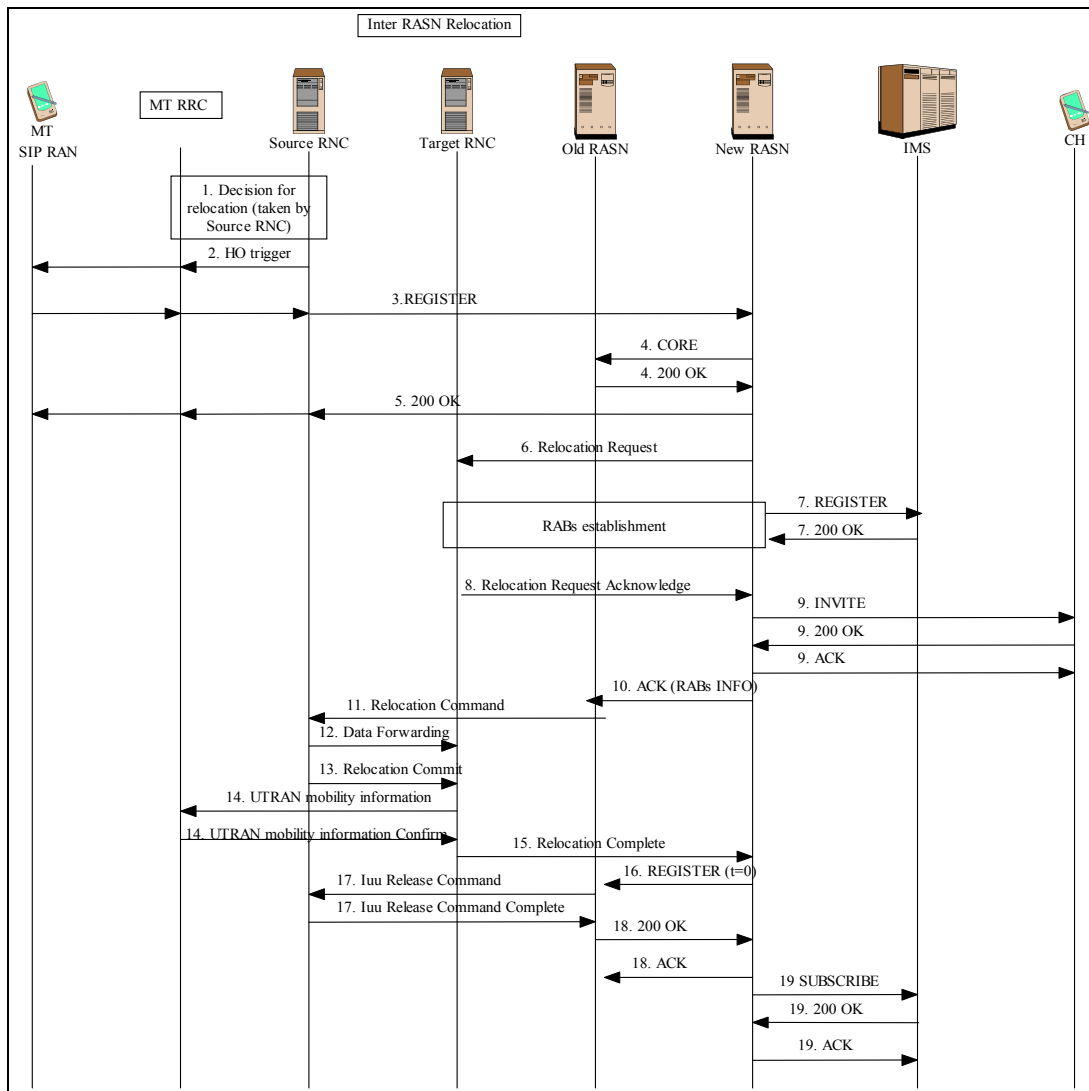 Inter RASN Relocation
MT
SIP RAN
MT RRC
Source RNC
Target RNC
Old RASN
New RASN
IMS
CH
1. Decision for
relocation (taken by
Source RNC)
2. HO trigger
3.REGISTER
4. CORE
4. 200 OK
5. 200 OK
6. Relocation Request
RABs establishment
7. REGISTER
7. 200 OK
8. Relocation Request Acknowledge
9. INVITE
9. 200 OK
9. ACK
10. ACK (RABs INFO)
11. Relocation Command
12. Data Forwarding
13. Relocation Commit
14. UTRAN mobility information
14. UTRAN mobility information Confirm
15. Relocation Complete
16. REGISTER (t=0)
17. Iuu Release Command
17. Iuu Release Command Complete
18. 200 OK
18. ACK
19 SUBSCRIBE
19. 200 OK
19. ACK